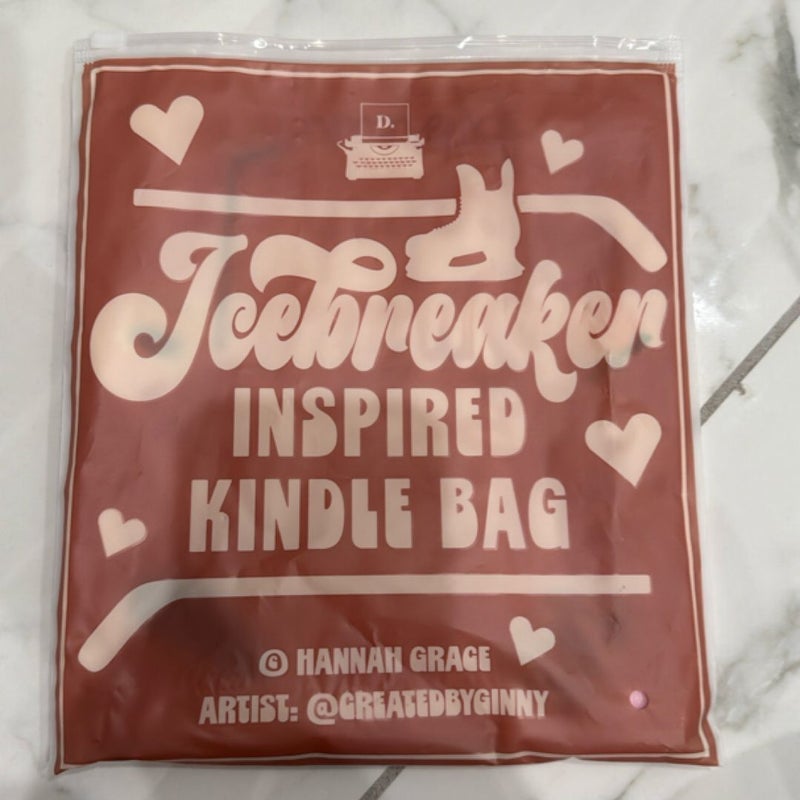 D.
Icebreaker
INSPIRED
KINDLE BAG
© HANNAH GRACE
ARTIST: @CREATEDBYGINNY